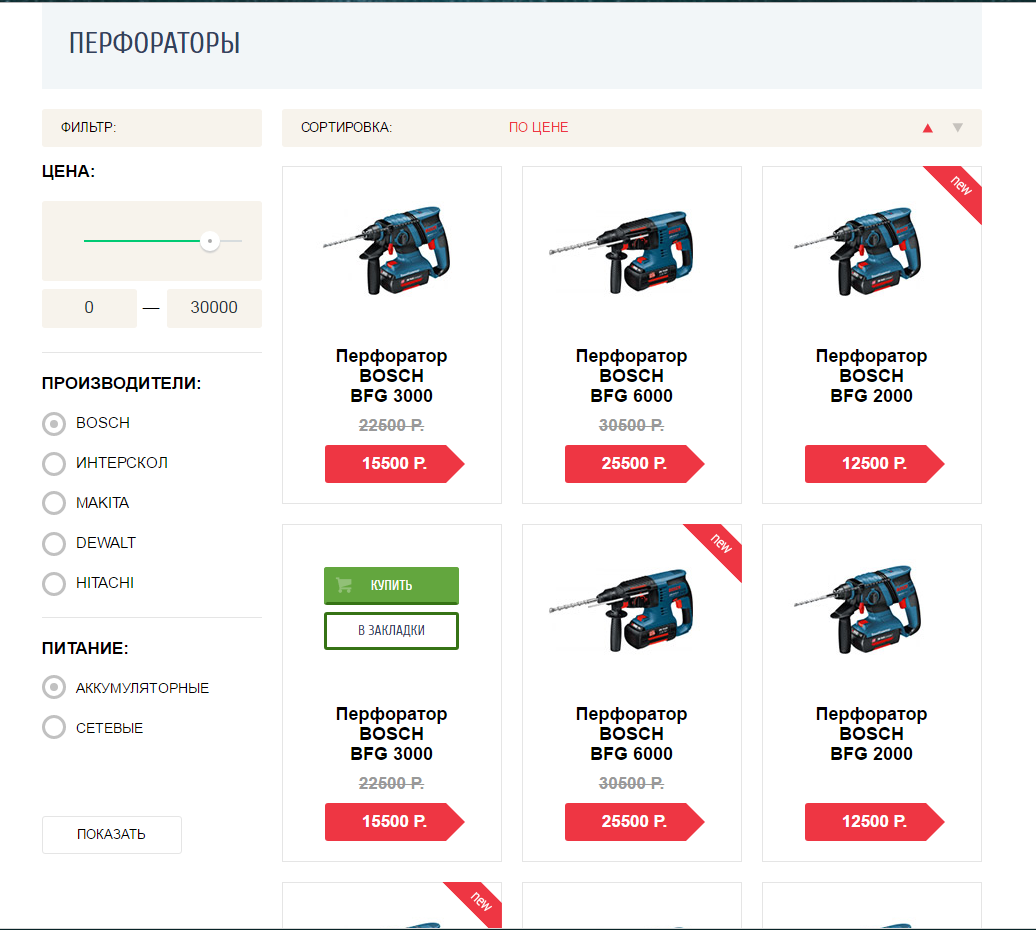 ПЕРФОРАТОРЫ
ФИЛЬТР:
ЦЕНА:
0 — 30000
ПРОИЗВОДИТЕЛИ:
BOSCH
ИНТЕРСКОЛ
MAKITA
DEWALT
HITACHI
ПИТАНИЕ:
АККУМУЛЯТОРНЫЕ
СЕТЕВЫЕ
ПОКАЗАТЬ
СОРТИРОВКА: ПО ЦЕНЕ
Перфоратор
BOSCH
BFG 3000
22500 Р.
15500 Р.
Перфоратор
BOSCH
BFG 6000
30500 Р.
25500 Р.
new
Перфоратор
BOSCH
BFG 2000
12500 Р.
КУПИТЬ
В ЗАКЛАДКИ
Перфоратор
BOSCH
BFG 3000
22500 Р.
15500 Р.
new
Перфоратор
BOSCH
BFG 6000
30500 Р.
25500 Р.
Перфоратор
BOSCH
BFG 2000
12500 Р.
new